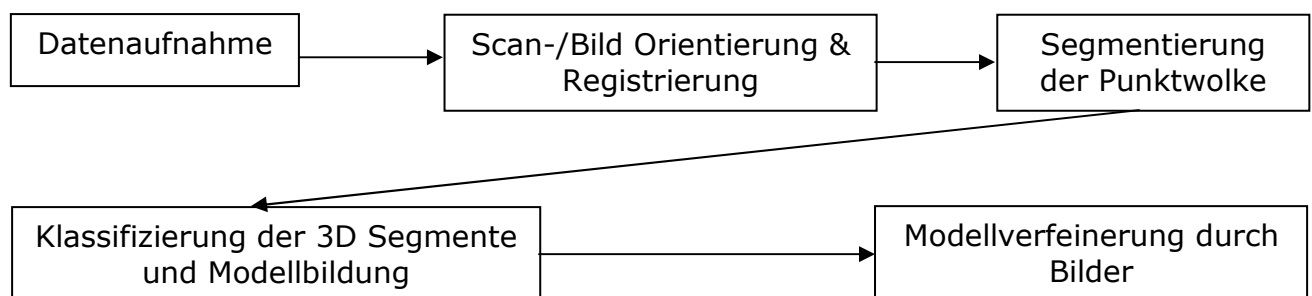 Datenaufnahme
Scan-/Bild Orientierung &
Registrierung
Segmentierung
der Punktwolke
Klassifizierung der 3D Segmente
und Modellbildung
Modellverfeinerung durch
Bilder